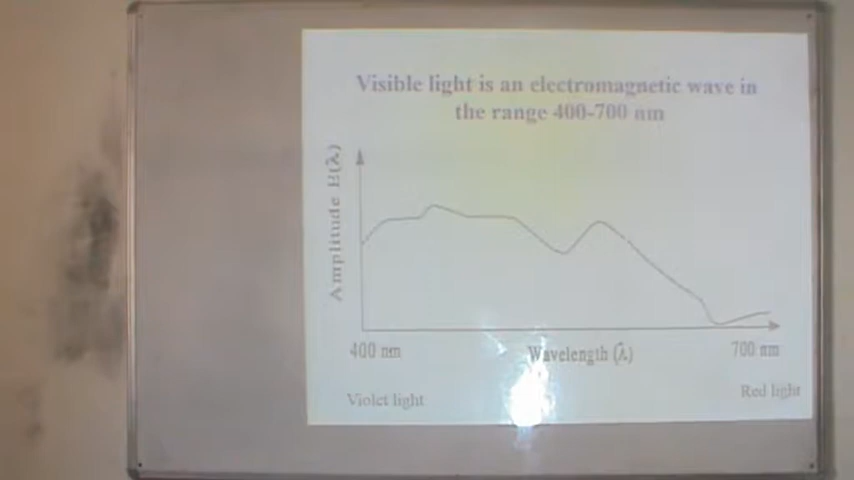 Visible light is an electromagnetic wave in
the range 400-700 nm
Amplitude E(λ)
400 nm
Wavelength (λ)
700 nm
Violet light
Red light